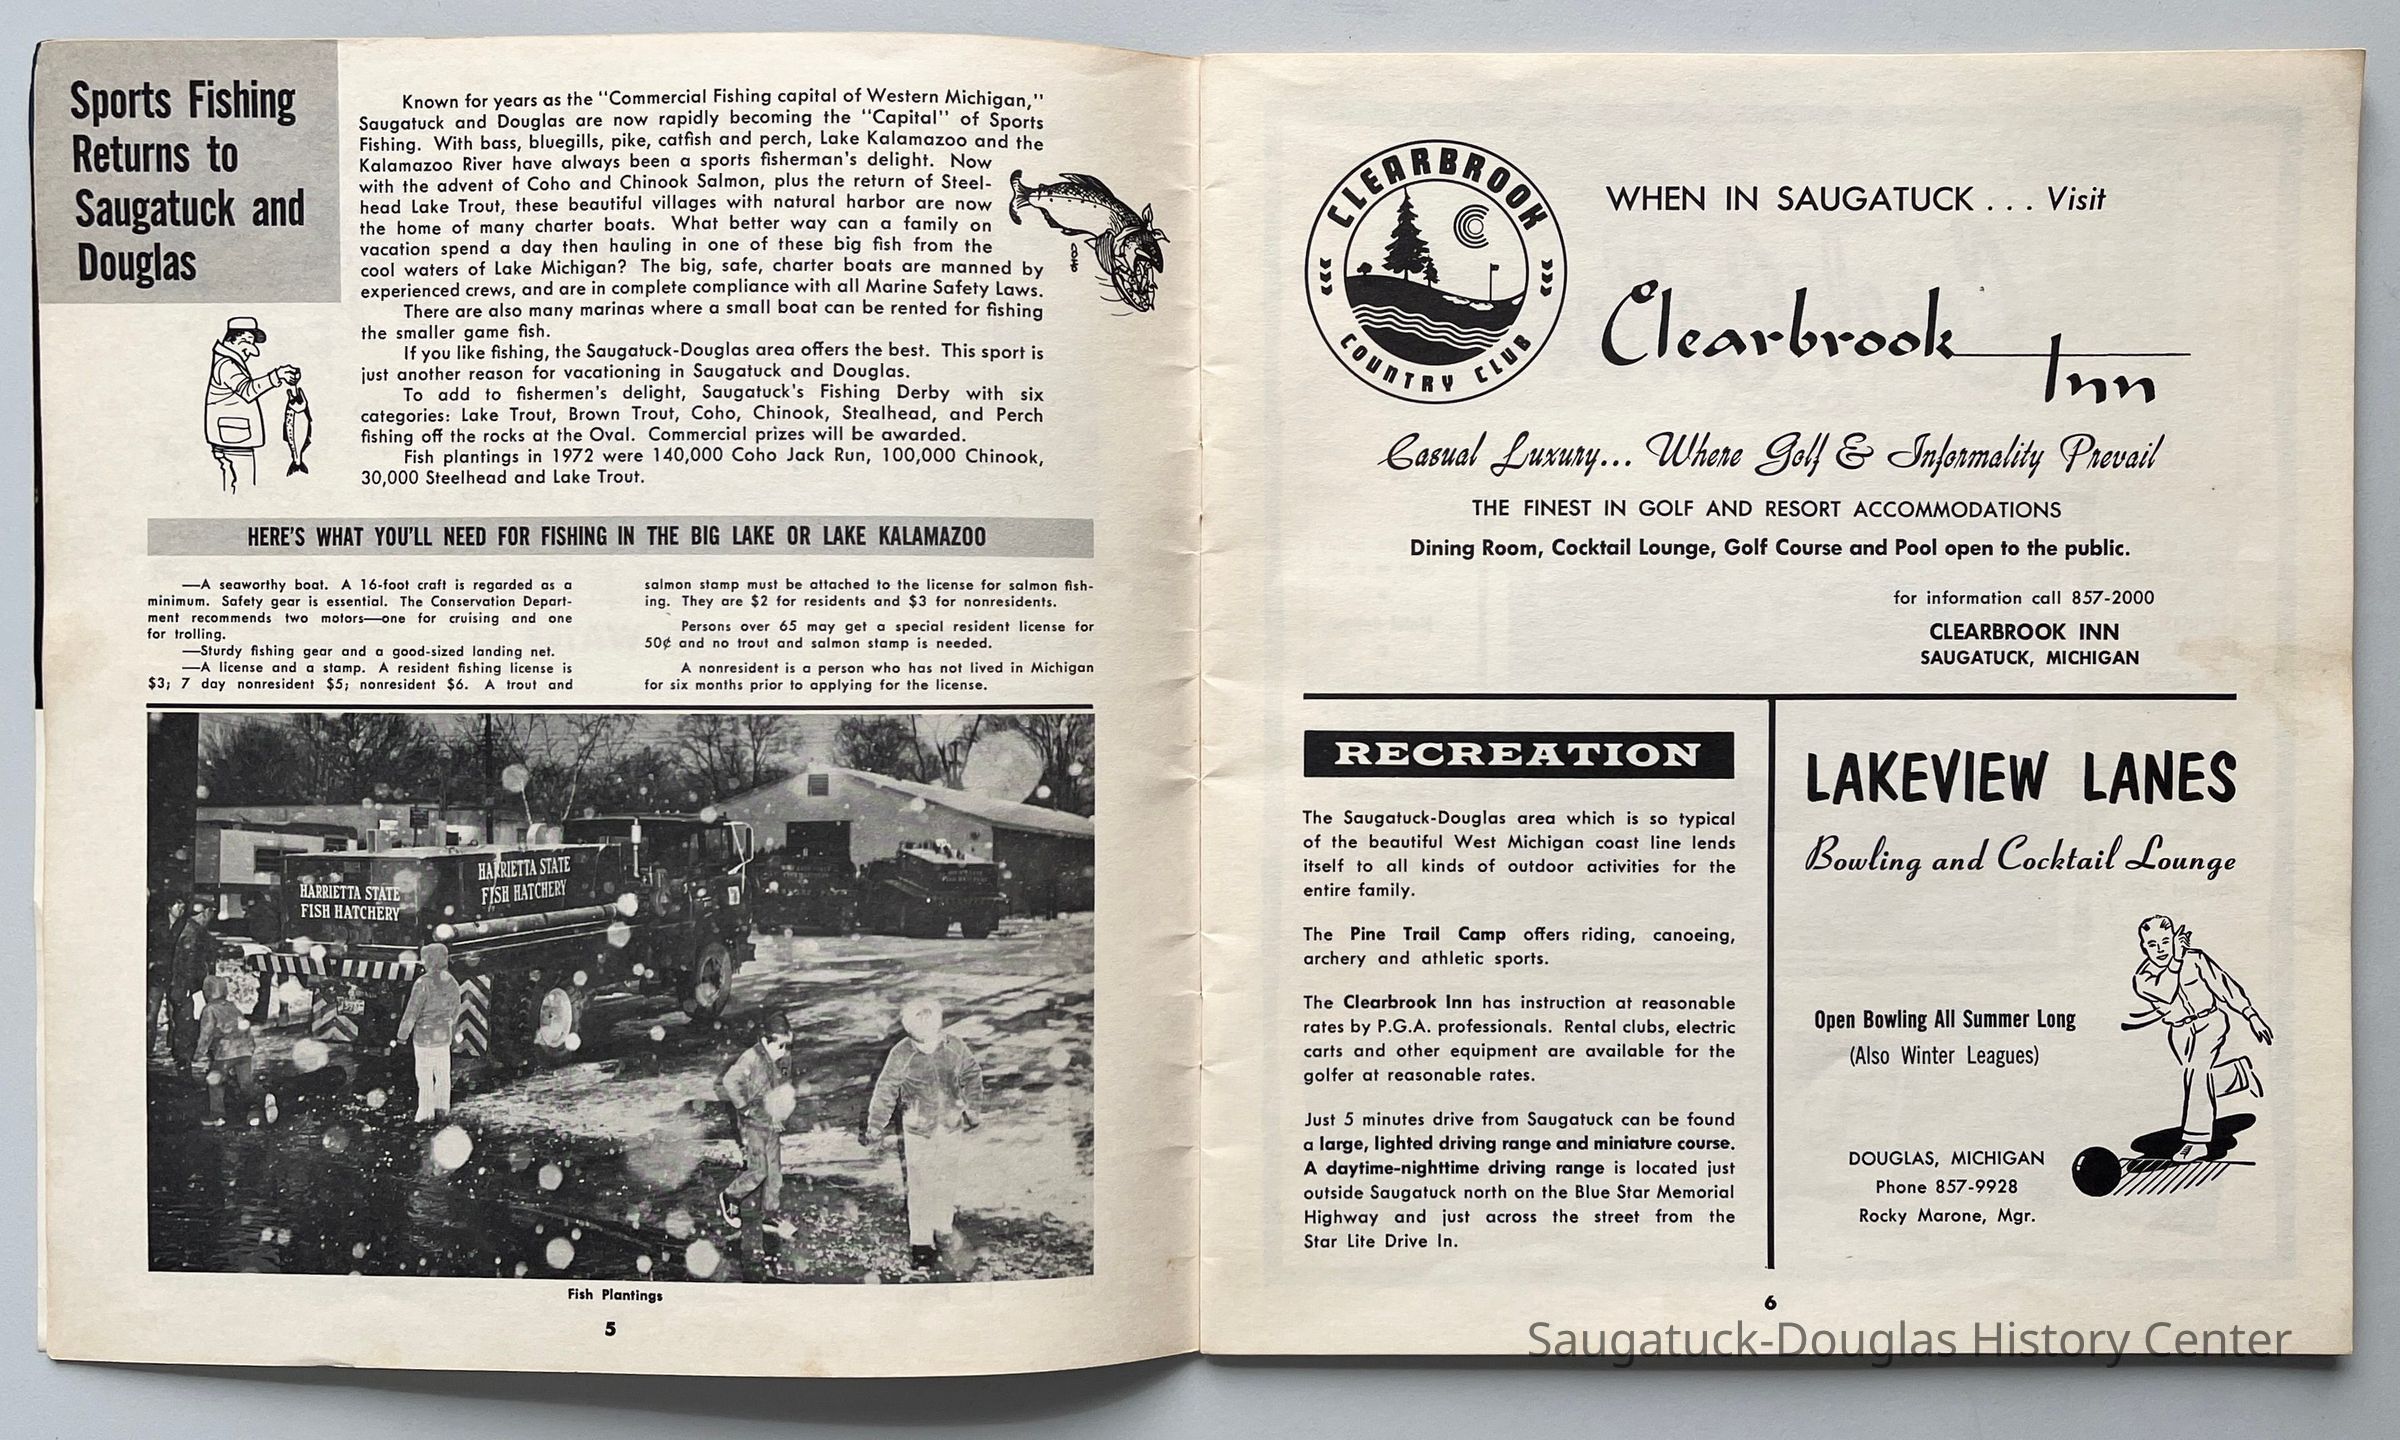 Sports Fishing
Returns to
Saugatuck and
Douglas
Known for years as the "Commercial Fishing capital of Western Michigan,"
Saugatuck and Douglas are now rapidly becoming the "Capital" of Sports
Fishing. With bass, bluegills, pike, catfish and perch, Lake Kalamazoo and the
Kalamazoo River have always been a sports fisherman's delight. Now
with the advent of Coho and Chinook Salmon, plus the return of Steel-
head Lake Trout, these beautiful villages with natural harbor are now
the home of many charter boats. What better way can a family on
vacation spend a day then hauling in one of these big fish from the
cool waters of Lake Michigan? The big, safe, charter boats are manned by
experienced crews, and are in complete compliance with all Marine Safety Laws.
There are also many marinas where a small boat can be rented for fishing
the smaller game fish.
If you like fishing, the Saugatuck-Douglas area offers the best. This sport is
just another reason for vacationing in Saugatuck and Douglas.
To add to fishermen's delight, Saugatuck's Fishing Derby with six
categories: Lake Trout, Brown Trout, Coho, Chinook, Stealhead, and Perch
fishing off the rocks at the Oval. Commercial prizes will be awarded.
Fish plantings in 1972 were 140,000 Coho Jack Run, 100,000 Chinook,
30,000 Steelhead and Lake Trout.
HERE'S WHAT YOU'LL NEED FOR FISHING IN THE BIG LAKE OR LAKE KALAMAZOO
—A seaworthy boat. A 16-foot craft is regarded as a
minimum. Safety gear is essential. The Conservation Depart-
ment recommends two motors—one for cruising and one
for trolling.
—Sturdy fishing gear and a good-sized landing net.
—A license and a stamp. A resident fishing license is
$3; 7 day nonresident $5; nonresident $6. A trout and
salmon stamp must be attached to the license for salmon fish-
ing. They are $2 for residents and $3 for nonresidents.
Persons over 65 may get a special resident license for
50¢ and no trout and salmon stamp is needed.
A nonresident is a person who has not lived in Michigan
for six months prior to applying for the license.
HARRIETTA STATE
FISH HATCHERY
HARRIETTA STATE
FISH HATCHERY
Fish Plantings
5
CLEARBROOK
COUNTRY CLUB
WHEN IN SAUGATUCK . . . Visit
Clearbrook
Inn
Casual Luxury... Where Golf & Informality Prevail
THE FINEST IN GOLF AND RESORT ACCOMMODATIONS
Dining Room, Cocktail Lounge, Golf Course and Pool open to the public.
for information call 857-2000
CLEARBROOK INN
SAUGATUCK, MICHIGAN
RECREATION
The Saugatuck-Douglas area which is so typical
of the beautiful West Michigan coast line lends
itself to all kinds of outdoor activities for the
entire family.
The Pine Trail Camp offers riding, canoeing,
archery and athletic sports.
The Clearbrook Inn has instruction at reasonable
rates by P.G.A. professionals. Rental clubs, electric
carts and other equipment are available for the
golfer at reasonable rates.
Just 5 minutes drive from Saugatuck can be found
a large, lighted driving range and miniature course.
A daytime-nighttime driving range is located just
outside Saugatuck north on the Blue Star Memorial
Highway and just across the street from the
Star Lite Drive In.
LAKEVIEW LANES
Bowling and Cocktail Lounge
Open Bowling All Summer Long
(Also Winter Leagues)
DOUGLAS, MICHIGAN
Phone 857-9928
Rocky Marone, Mgr.
6
Saugatuck-Douglas History Center